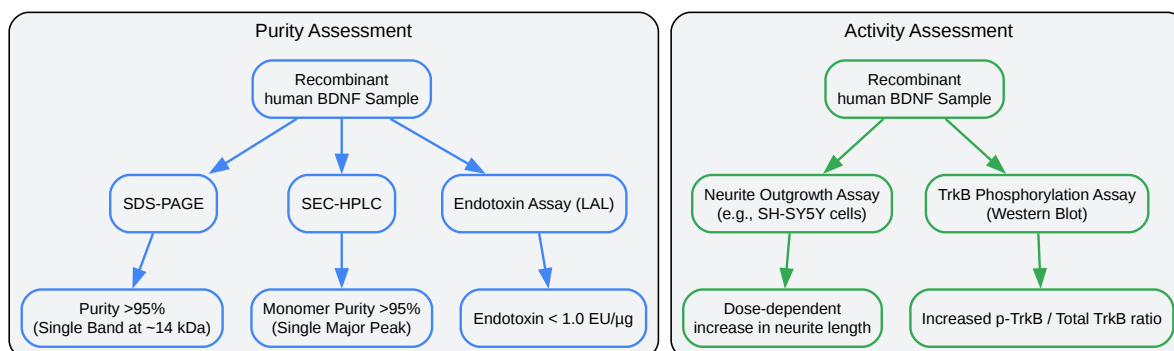 Purity Assessment
Recombinant
human BDNF Sample
SDS-PAGE
SEC-HPLC
Endotoxin Assay (LAL)
Purity >95%
(Single Band at ~14 kDa)
Monomer Purity >95%
(Single Major Peak)
Endotoxin < 1.0 EU/µg
Activity Assessment
Recombinant
human BDNF Sample
Neurite Outgrowth Assay
(e.g., SH-SY5Y cells)
TrkB Phosphorylation Assay
(Western Blot)
Dose-dependent
increase in neurite length
Increased p-TrkB / Total TrkB ratio